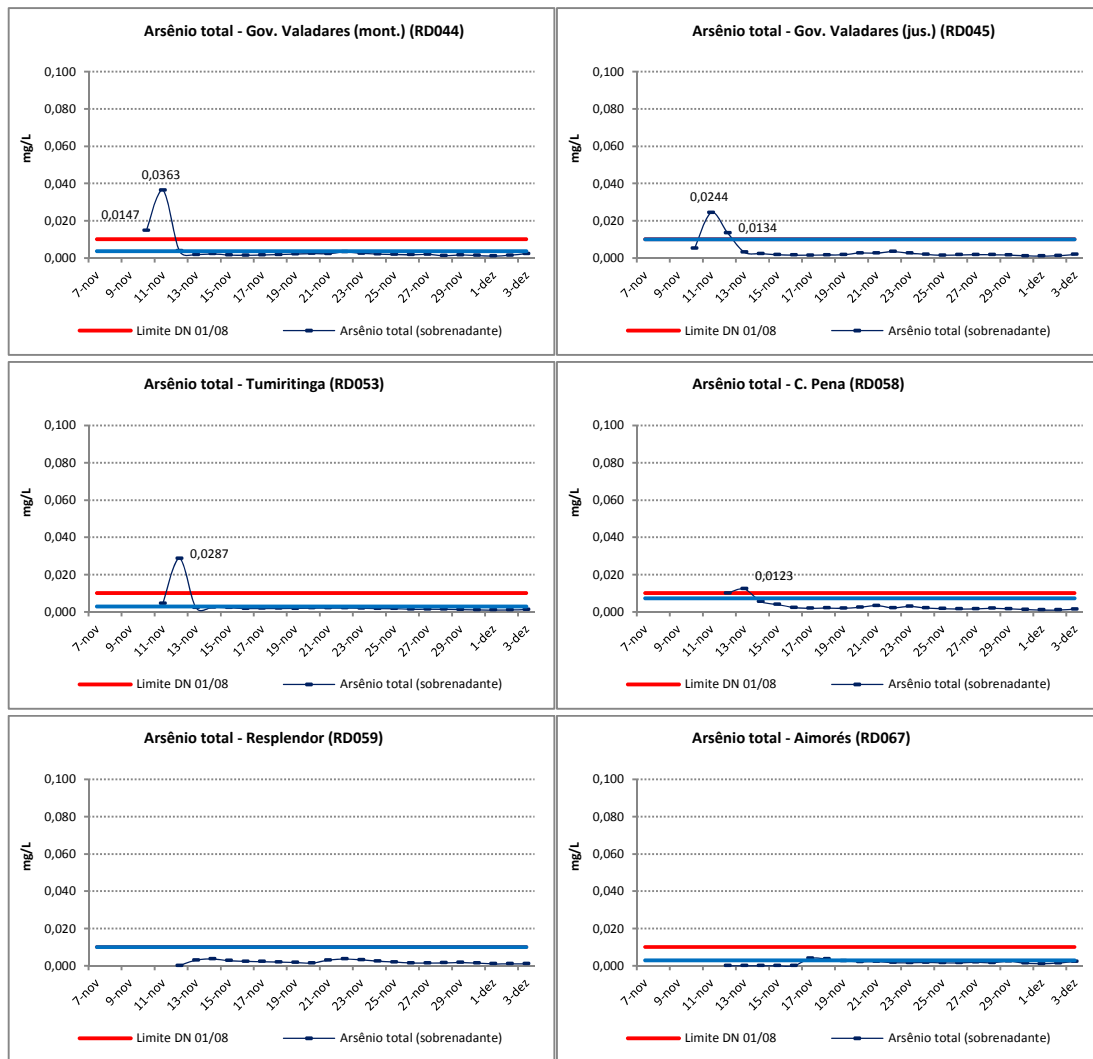 Arsênio total - Gov. Valadares (mont.) (RD044)
mg/L
0,100
0,080
0,060
0,040
0,020
0,000
0,0147
0,0363
7-nov
9-nov
11-nov
13-nov
15-nov
17-nov
19-nov
21-nov
23-nov
25-nov
27-nov
29-nov
1-dez
3-dez
Limite DN 01/08
Arsênio total (sobrenadante)
Arsênio total - Gov. Valadares (jus.) (RD045)
mg/L
0,100
0,080
0,060
0,040
0,020
0,000
0,0244
0,0134
7-nov
9-nov
11-nov
13-nov
15-nov
17-nov
19-nov
21-nov
23-nov
25-nov
27-nov
29-nov
1-dez
3-dez
Limite DN 01/08
Arsênio total (sobrenadante)
Arsênio total - Tumiritinga (RD053)
mg/L
0,100
0,080
0,060
0,040
0,020
0,000
0,0287
7-nov
9-nov
11-nov
13-nov
15-nov
17-nov
19-nov
21-nov
23-nov
25-nov
27-nov
29-nov
1-dez
3-dez
Limite DN 01/08
Arsênio total (sobrenadante)
Arsênio total - C. Pena (RD058)
mg/L
0,100
0,080
0,060
0,040
0,020
0,000
0,0123
7-nov
9-nov
11-nov
13-nov
15-nov
17-nov
19-nov
21-nov
23-nov
25-nov
27-nov
29-nov
1-dez
3-dez
Limite DN 01/08
Arsênio total (sobrenadante)
Arsênio total - Resplendor (RD059)
mg/L
0,100
0,080
0,060
0,040
0,020
0,000
7-nov
9-nov
11-nov
13-nov
15-nov
17-nov
19-nov
21-nov
23-nov
25-nov
27-nov
29-nov
1-dez
3-dez
Limite DN 01/08
Arsênio total (sobrenadante)
Arsênio total - Aimorés (RD067)
mg/L
0,100
0,080
0,060
0,040
0,020
0,000
7-nov
9-nov
11-nov
13-nov
15-nov
17-nov
19-nov
21-nov
23-nov
25-nov
27-nov
29-nov
1-dez
3-dez
Limite DN 01/08
Arsênio total (sobrenadante)